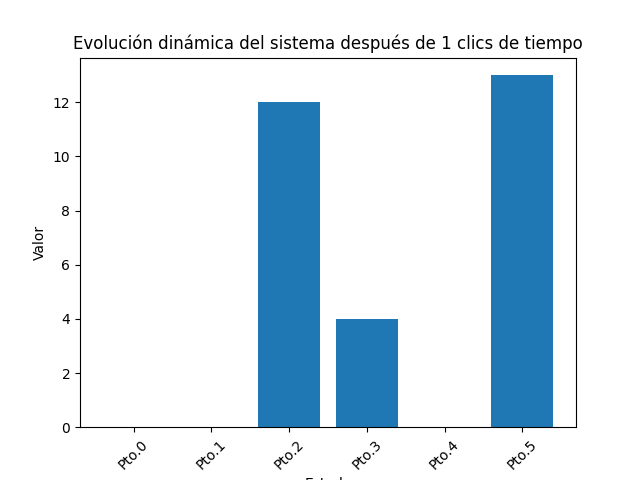 Evolución dinámica del sistema después de 1 clics de tiempo
Valor
12
10
8
6
4
2
0
Pto.0 Pto.1 Pto.2 Pto.3 Pto.4 Pto.5